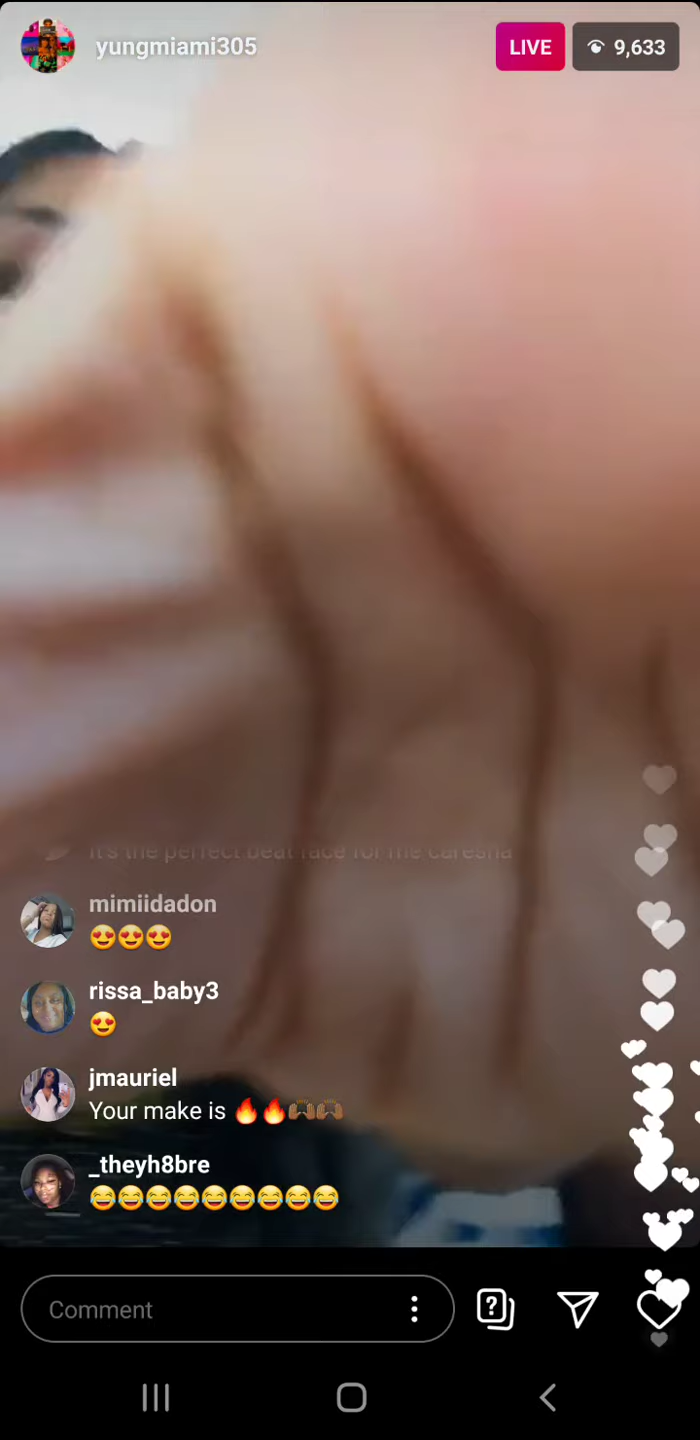 yungmiami305
LIVE
9,633
It's the perfect beat face for me caresha
mimiidadon
😍😍😍
rissa_baby3
😍
jmauriel
Your make is 🔥🔥🙌🏾🙌🏾
_theyh8bre
😂😂😂😂😂😂😂😂😂
Comment